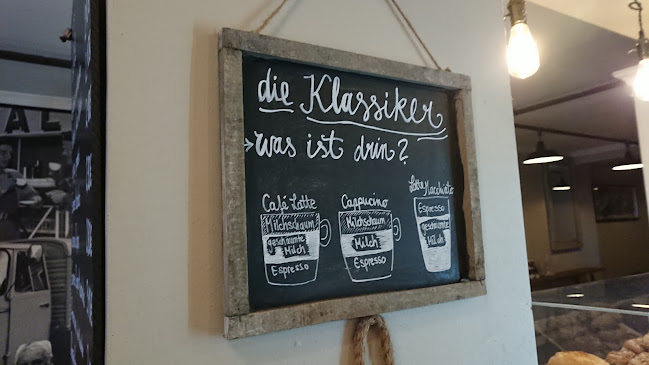 die Klassiker
→Was ist drin?
Café Latte
Milchschaum
geschäumte
Milch
Espresso
Cappucino
Milchschaum
Milch
Espresso
Latte Macchiato
Espresso
geschäumte
Milch